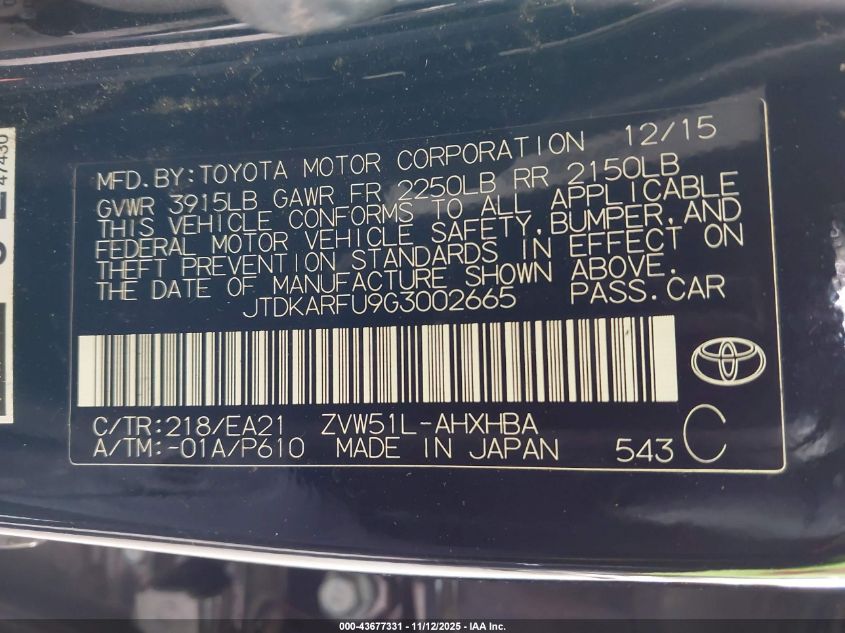 47430
MFD.BY:TOYOTA MOTOR CORPORATION 12/15
GVWR 3915LB GAWR FR 2250LB RR 2150LB
THIS VEHICLE CONFORMS TO ALL APPLICABLE
FEDERAL MOTOR VEHICLE SAFETY,BUMPER,AND
THEFT PREVENTION STANDARDS IN EFFECT ON
THE DATE OF MANUFACTURE SHOWN ABOVE.
JTDKARFU9G3002665 PASS.CAR
C/TR:218/EA21 ZVW51L-AHXHBA
A/TM:-01A/P610 MADE IN JAPAN 543 C
000-43677331 - 11/12/2025 - IAA Inc.